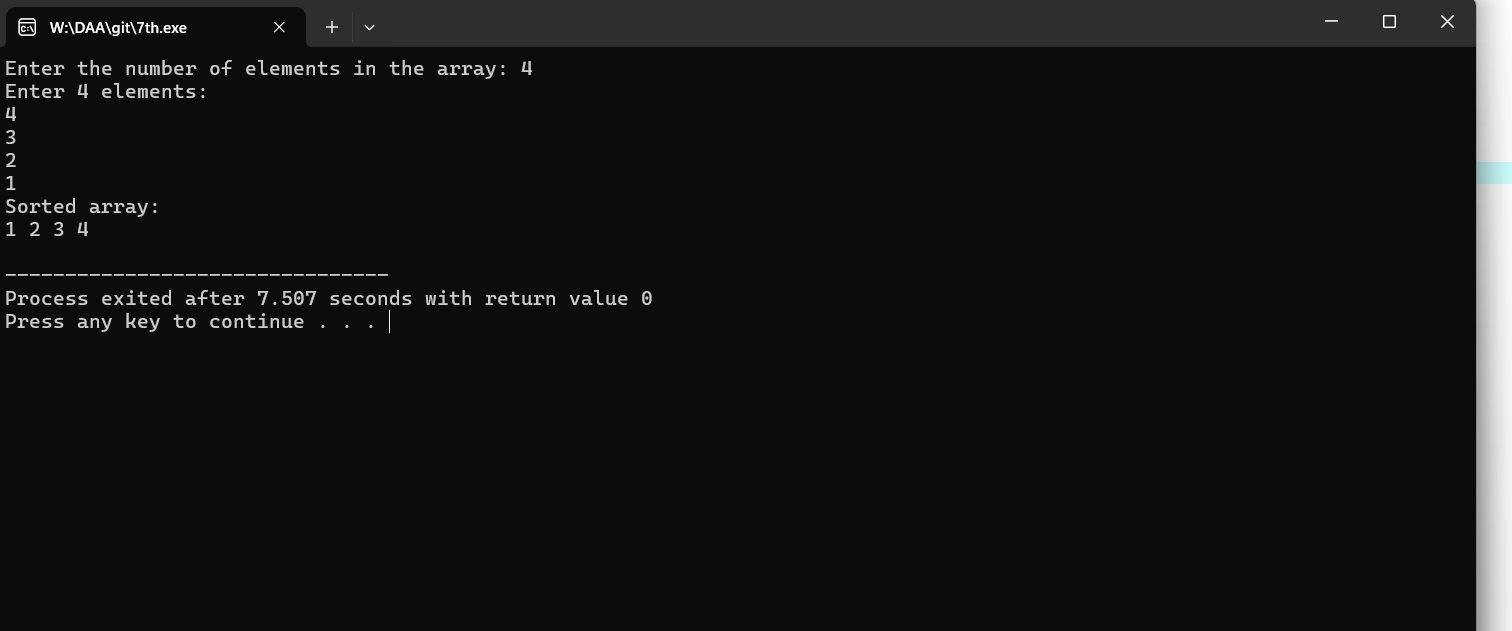 W:\DAA\git\7th.exe
Enter the number of elements in the array: 4
Enter 4 elements:
4
3
2
1
Sorted array:
1 2 3 4
--------------------------------
Process exited after 7.507 seconds with return value 0
Press any key to continue . . .